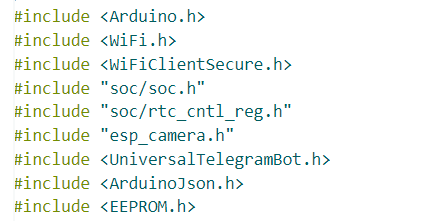 #include <Arduino.h>
#include <WiFi.h>
#include <WiFiClientSecure.h>
#include "soc/soc.h"
#include "soc/rtc_cntl_reg.h"
#include "esp_camera.h"
#include <UniversalTelegramBot.h>
#include <ArduinoJson.h>
#include <EEPROM.h>